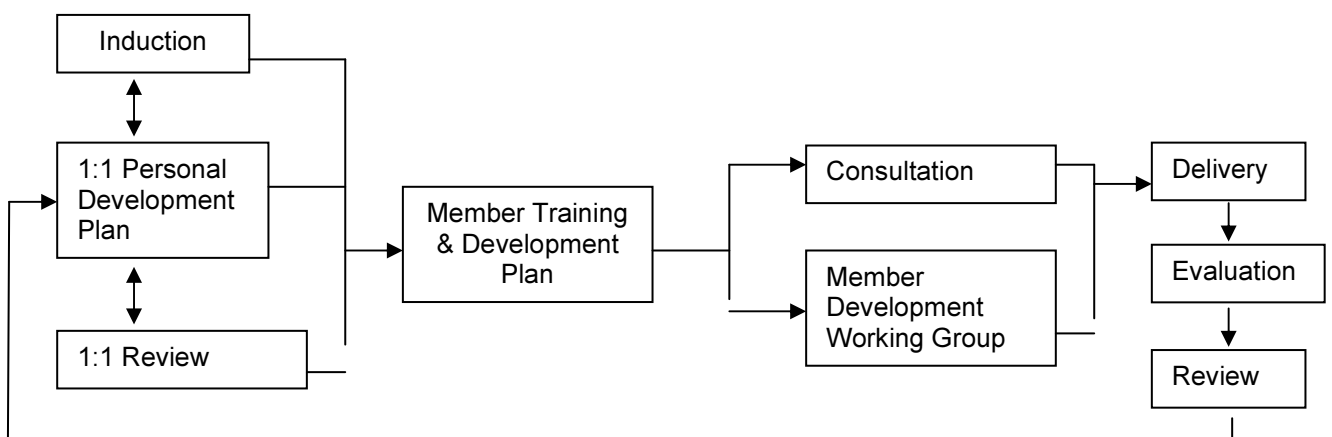 Induction
1:1 Personal
Development
Plan
1:1 Review
Member Training
& Development
Plan
Consultation
Member
Development
Working Group
Delivery
Evaluation
Review